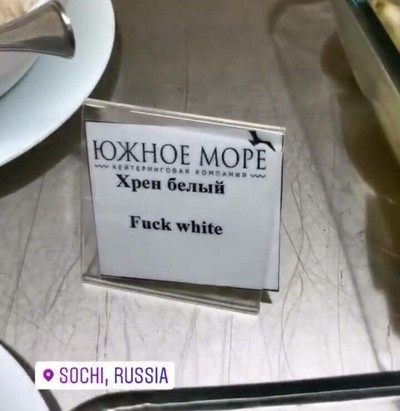 ЮЖНОЕ МОРЕ
КЕЙТЕРИНГОВАЯ КОМПАНИЯ
Хрен белый
Fuck white
SOCHI, RUSSIA